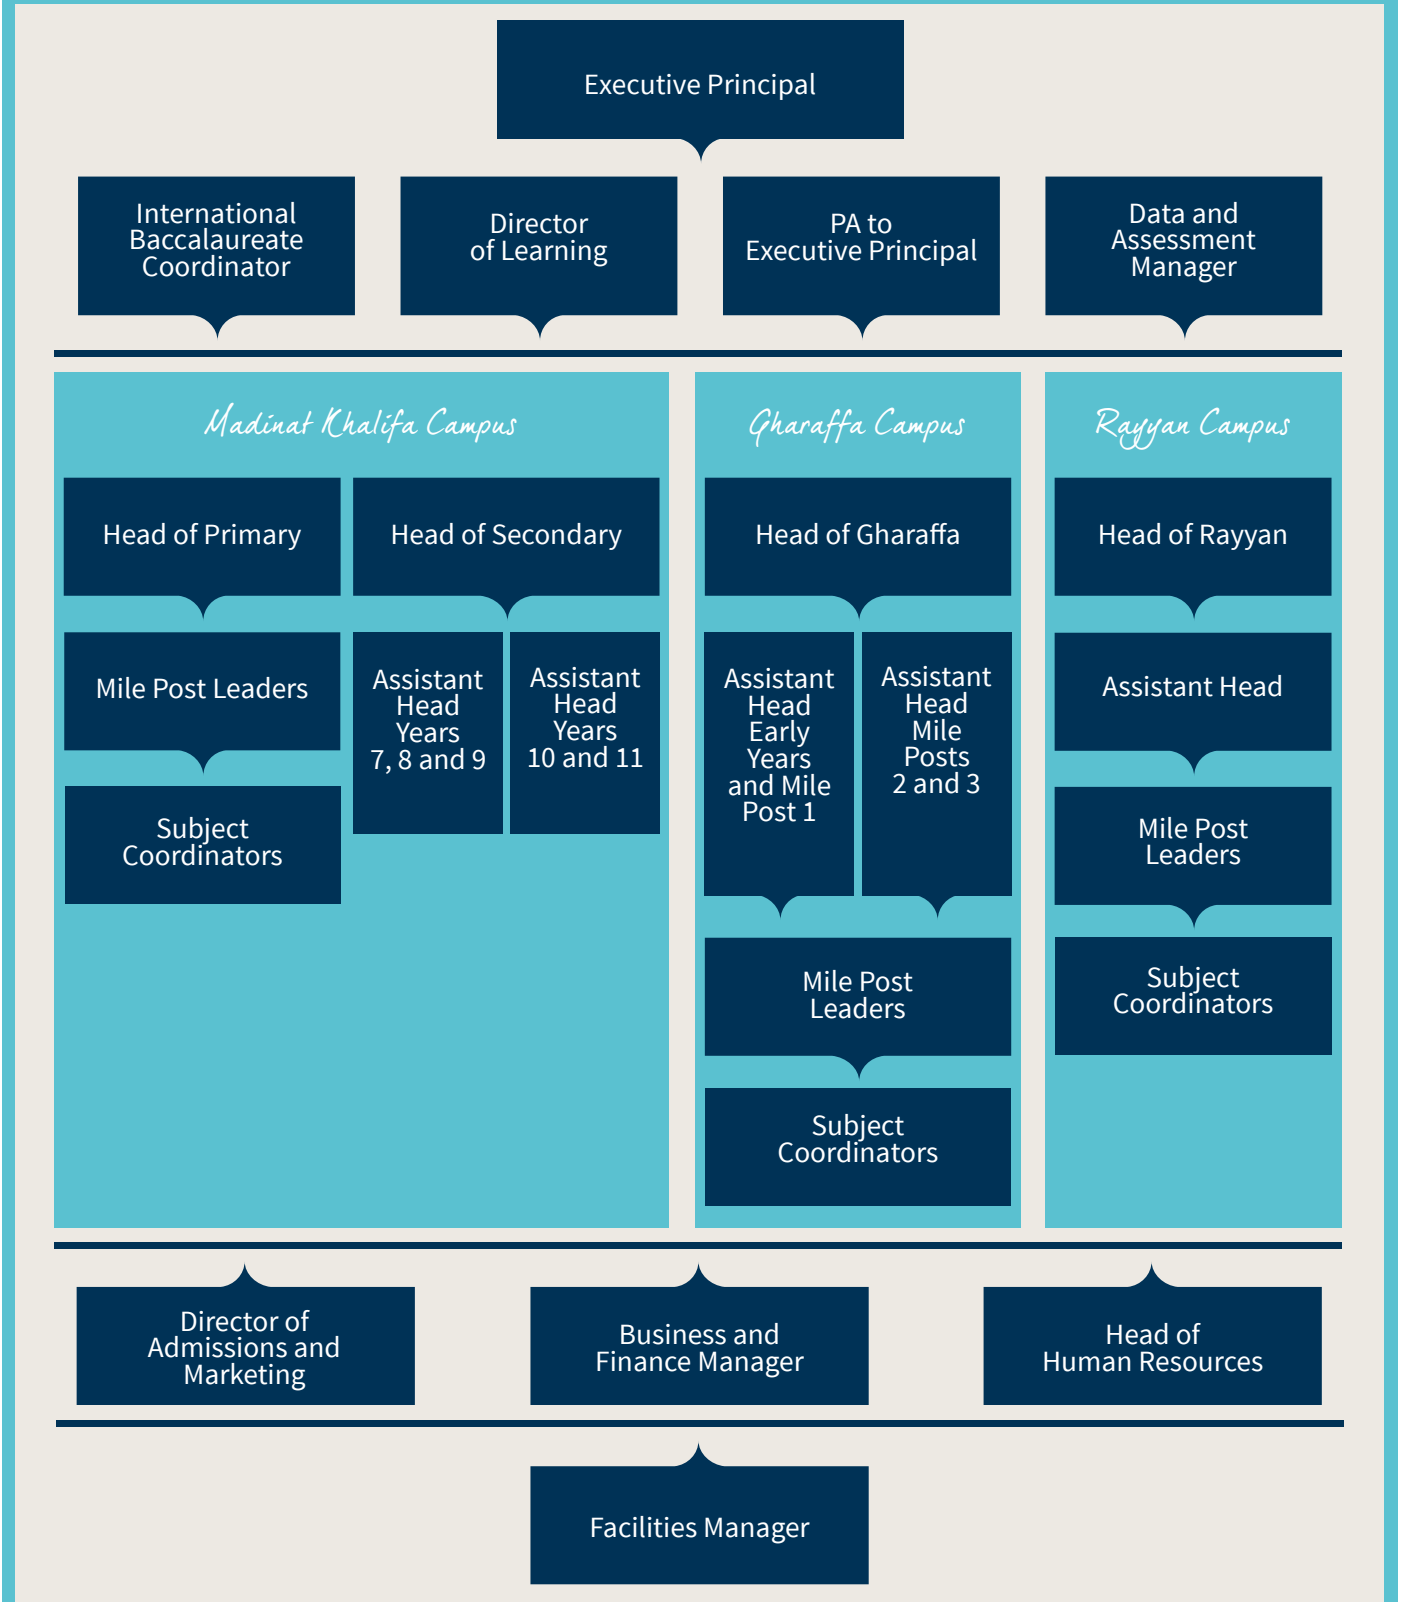 Executive Principal
International
Baccalaureate
Coordinator
Director
of Learning
PA to
Executive Principal
Data and
Assessment
Manager
Madinat Khalifa Campus
Head of Primary
Head of Secondary
Mile Post Leaders
Assistant
Head
Years
7, 8 and 9
Assistant
Head
Years
10 and 11
Subject
Coordinators
Gharaffa Campus
Head of Gharaffa
Assistant
Head
Early
Years
and Mile
Post 1
Assistant
Head
Mile
Posts
2 and 3
Mile Post
Leaders
Subject
Coordinators
Rayyan Campus
Head of Rayyan
Assistant Head
Mile Post
Leaders
Subject
Coordinators
Director of
Admissions and
Marketing
Business and
Finance Manager
Head of
Human Resources
Facilities Manager